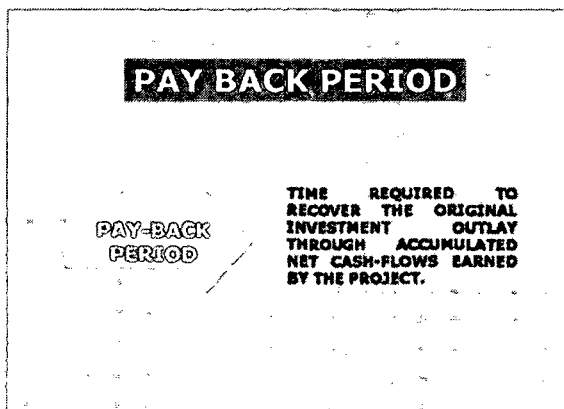 PAY BACK PERIOD
PAY-BACK
PERIOD
TIME REQUIRED TO
RECOVER THE ORIGINAL
INVESTMENT OUTLAY
THROUGH ACCUMULATED
NET CASH-FLOWS EARNED
BY THE PROJECT.